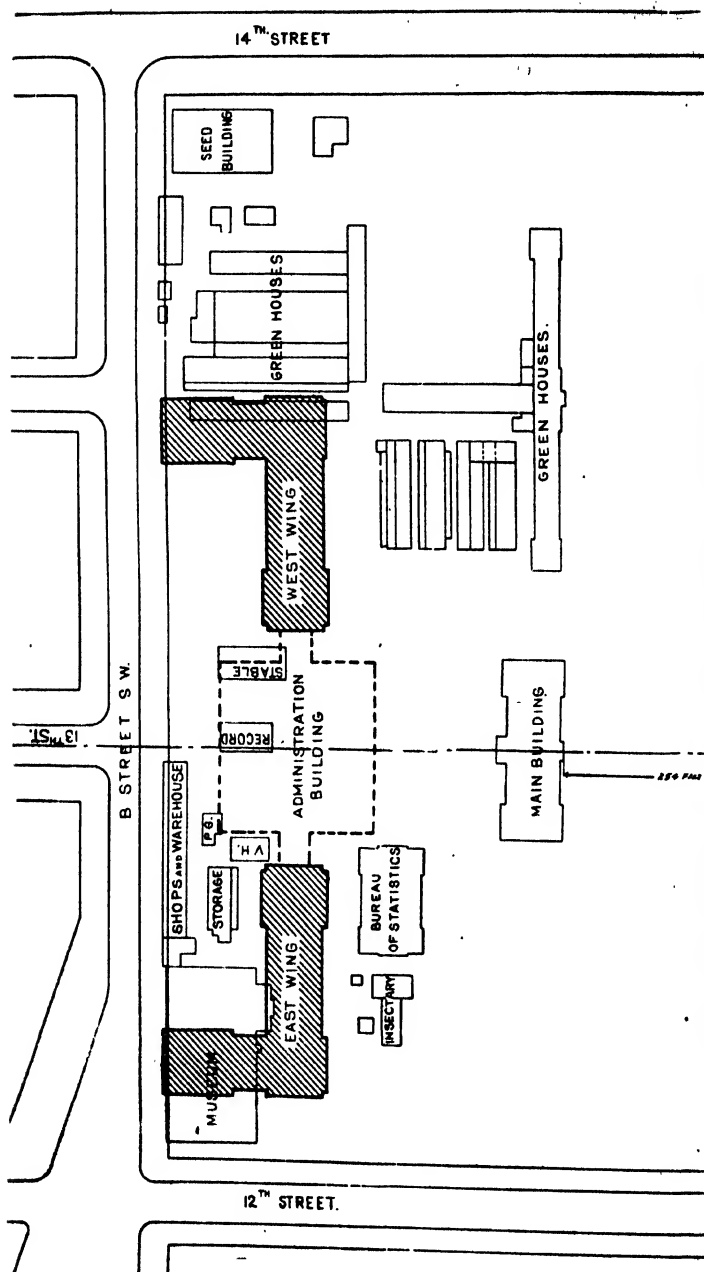 14TH. STREET
SEED
BUILDING
GREEN HOUSES
GREEN HOUSES.
WEST WING
B STREET S.W.
STABLE
13TH ST.
RECORD
ADMINISTRATION
BUILDING
MAIN BUILDING
SHOPS AND WAREHOUSE
P.G.
V.H.
STORAGE
BUREAU
OF STATISTICS
EAST WING
INSECTARY
MUSEUM
12TH STREET.